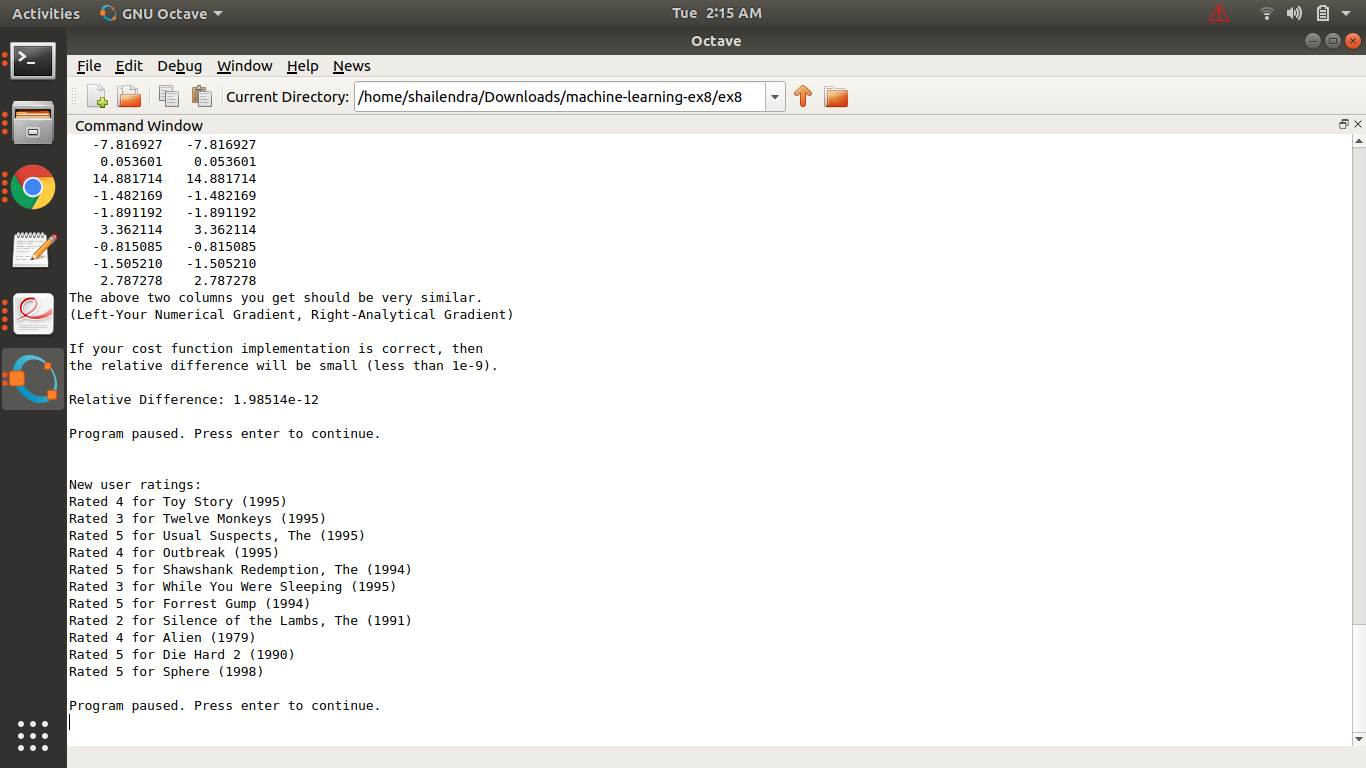 Activities GNU Octave Tue 2:15 AM
Octave
File Edit Debug Window Help News
Current Directory: /home/shailendra/Downloads/machine-learning-ex8/ex8
Command Window
-7.816927 -7.816927
0.053601 0.053601
14.881714 14.881714
-1.482169 -1.482169
-1.891192 -1.891192
3.362114 3.362114
-0.815085 -0.815085
-1.505210 -1.505210
2.787278 2.787278
The above two columns you get should be very similar.
(Left-Your Numerical Gradient, Right-Analytical Gradient)
If your cost function implementation is correct, then
the relative difference will be small (less than 1e-9).
Relative Difference: 1.98514e-12
Program paused. Press enter to continue.
New user ratings:
Rated 4 for Toy Story (1995)
Rated 3 for Twelve Monkeys (1995)
Rated 5 for Usual Suspects, The (1995)
Rated 4 for Outbreak (1995)
Rated 5 for Shawshank Redemption, The (1994)
Rated 3 for While You Were Sleeping (1995)
Rated 5 for Forrest Gump (1994)
Rated 2 for Silence of the Lambs, The (1991)
Rated 4 for Alien (1979)
Rated 5 for Die Hard 2 (1990)
Rated 5 for Sphere (1998)
Program paused. Press enter to continue.